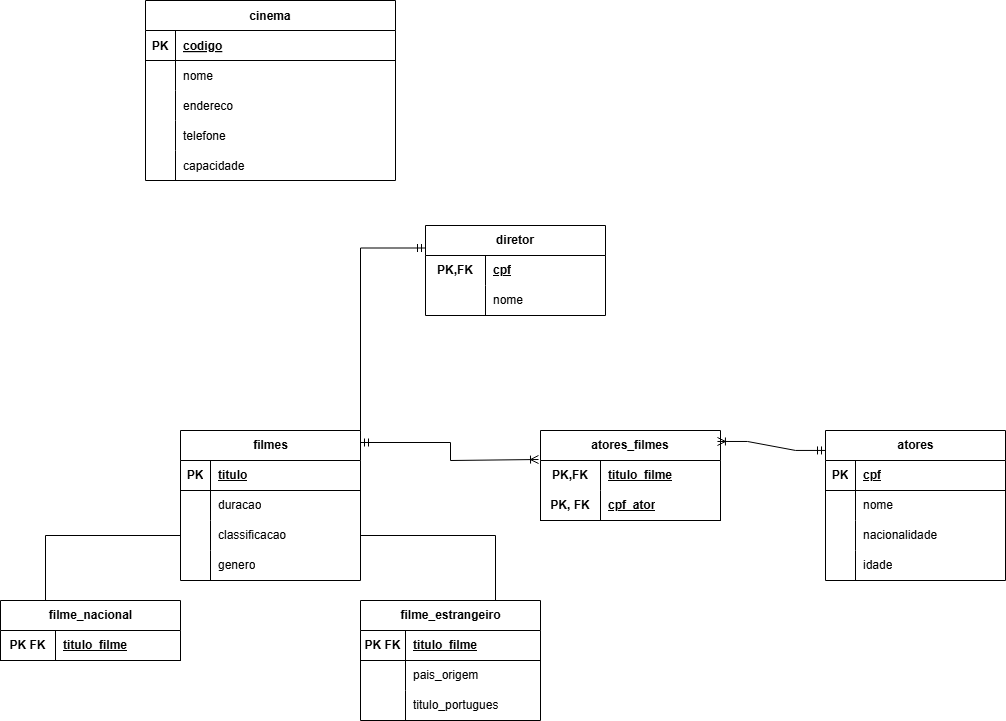 cinema
PK codigo
nome
endereco
telefone
capacidade
diretor
PK,FK cpf
nome
filmes
PK titulo
duracao
classificacao
genero
atores_filmes
PK,FK titulo_filme
PK, FK cpf_ator
atores
PK cpf
nome
nacionalidade
idade
filme_nacional
PK FK titulo_filme
filme_estrangeiro
PK FK titulo_filme
pais_origem
titulo_portugues